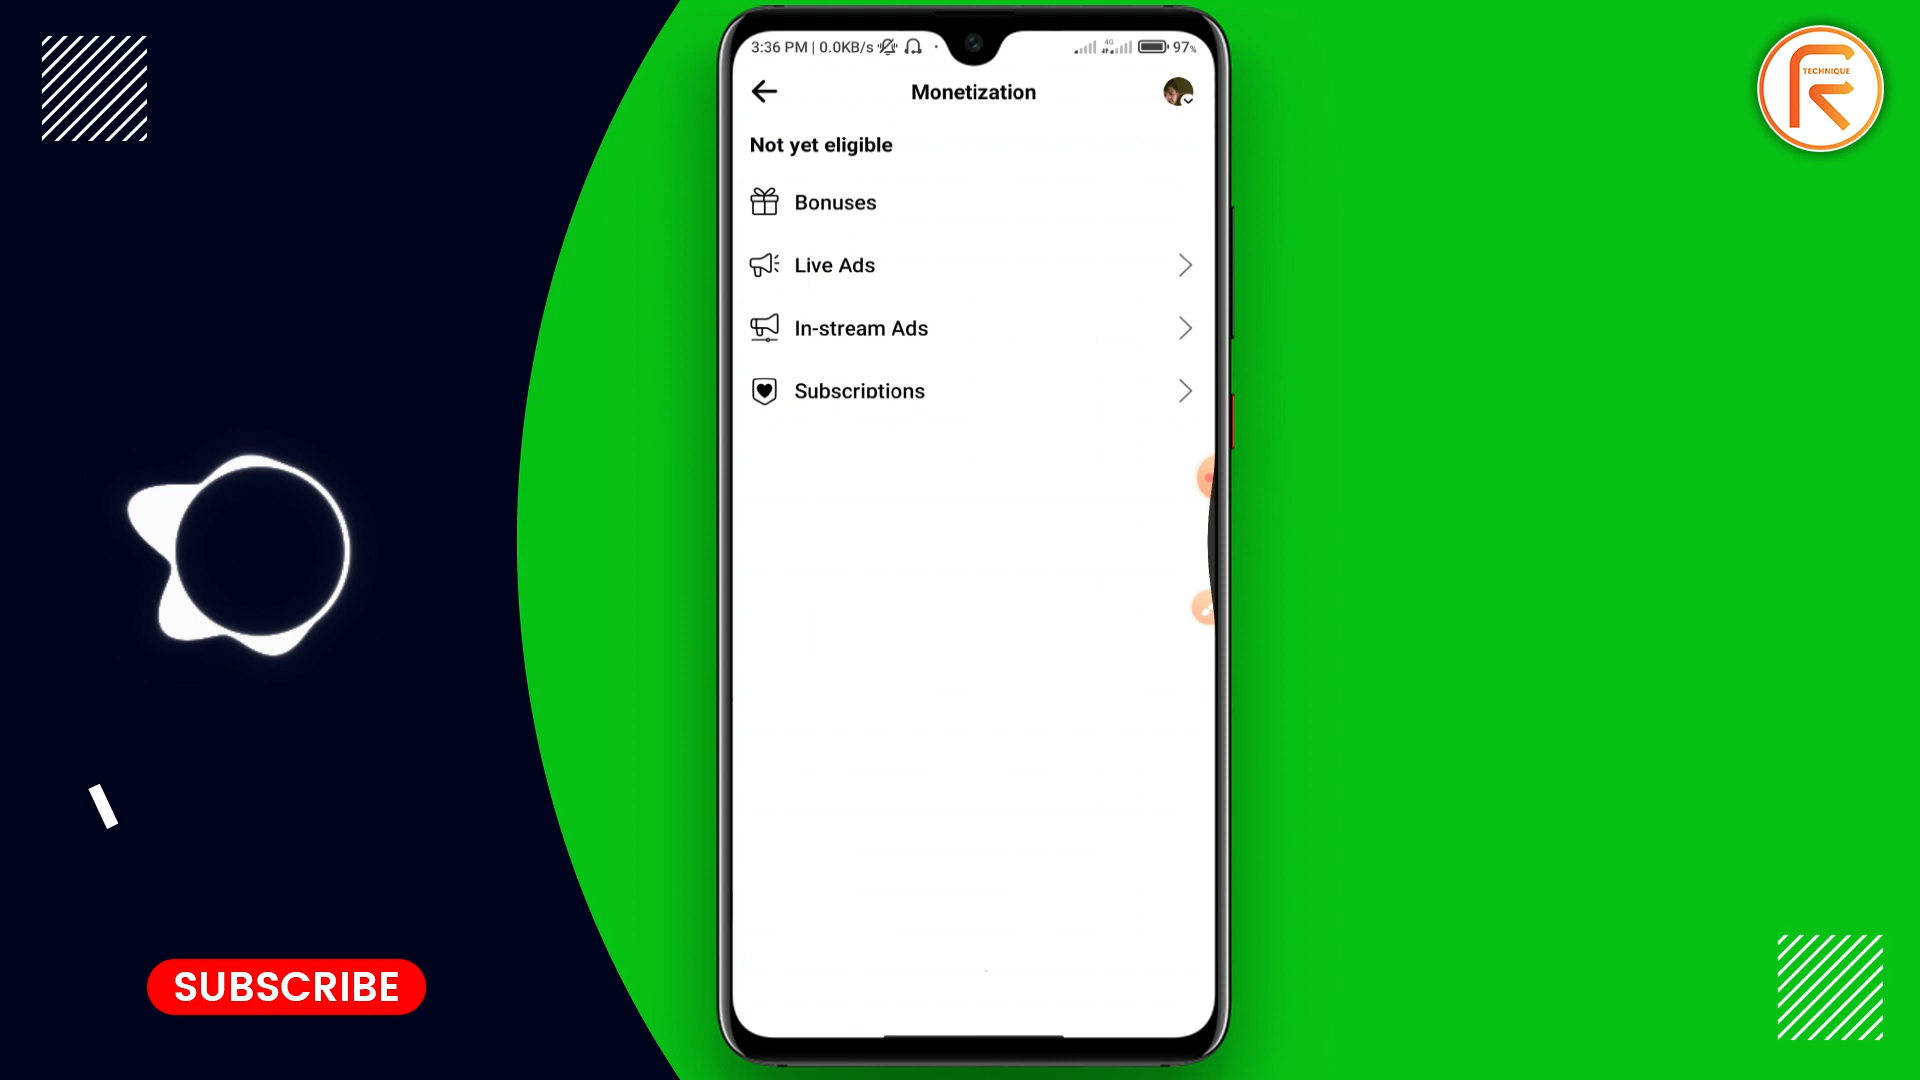 3:36 PM | 0.0KB/s 4G 97%
Monetization
Not yet eligible
Bonuses
Live Ads
In-stream Ads
Subscriptions
TECHNIQUE
SUBSCRIBE